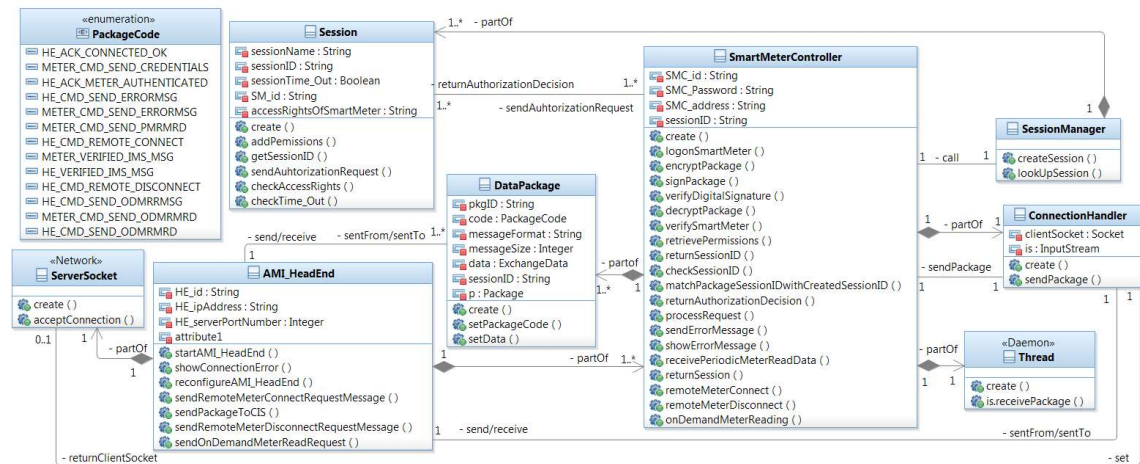 «enumeration»
PackageCode
HE_ACK_CONNECTED_OK
METER_CMD_SEND_CREDENTIALS
HE_ACK_METER_AUTHENTICATED
HE_CMD_SEND_ERRORMSG
METER_CMD_SEND_ERRORMSG
METER_CMD_SEND_PMRMRD
HE_CMD_REMOTE_CONNECT
METER_VERIFIED_IMS_MSG
HE_VERIFIED_IMS_MSG
HE_CMD_REMOTE_DISCONNECT
METER_CMD_SEND_ODMRRMSG
METER_CMD_SEND_ODMRMRD
HE_CMD_SEND_ODMRMRD
Session
sessionName : String
sessionID : String
sessionTime_Out : Boolean
SM_id : String
accessRightsOfSmartMeter : String
create ( )
addPemissions ( )
getSessionID ( )
sendAuhtorizationRequest ( )
checkAccessRights ( )
checkTime_Out ( )
1..*
- partOf
- returnAuthorizationDecision
1..*
1..*
- sendAuhtorizationRequest
SmartMeterController
SMC_id : String
SMC_Password : String
SMC_address : String
sessionID : String
create ( )
logonSmartMeter ( )
encryptPackage ( )
signPackage ( )
verifyDigitalSignature ( )
decryptPackage ( )
verifySmartMeter ( )
retrievePermissions ( )
returnSessionID ( )
checkSessionID ( )
matchPackageSessionIDwithCreatedSessionID ( )
returnAuthorizationDecision ( )
processRequest ( )
sendErrorMessage ( )
showErrorMessage ( )
receivePeriodicMeterReadData ( )
returnSession ( )
remoteMeterConnect ( )
remoteMeterDisconnect ( )
onDemandMeterReading ( )
1
SessionManager
createSession ( )
lookUpSession ( )
1
- call
1
DataPackage
pkgID : String
code : PackageCode
messageFormat : String
messageSize : Integer
data : ExchangeData
sessionID : String
p : Package
create ( )
setPackageCode ( )
setData ( )
- partof
1..*
1
ConnectionHandler
clientSocket : Socket
is : InputStream
create ( )
sendPackage ( )
1
- partOf
1
- sendPackage
1
1
1
1
- send/receive
- sentFrom/sentTo
1..*
1
«Network»
ServerSocket
create ( )
acceptConnection ( )
0..1
1
- partOf
1
AMI_HeadEnd
HE_id : String
HE_ipAddress : String
HE_serverPortNumber : Integer
attribute1
startAMI_HeadEnd ( )
showConnectionError ( )
reconfigureAMI_HeadEnd ( )
sendRemoteMeterConnectRequestMessage ( )
sendPackageToCIS ( )
sendRemoteMeterDisconnectRequestMessage ( )
sendOnDemandMeterReadRequest ( )
1
- partOf
1..*
- partOf
1
1
«Daemon»
Thread
create ( )
is.receivePackage ( )
1
- send/receive
- sentFrom/sentTo
- returnClientSocket
- set